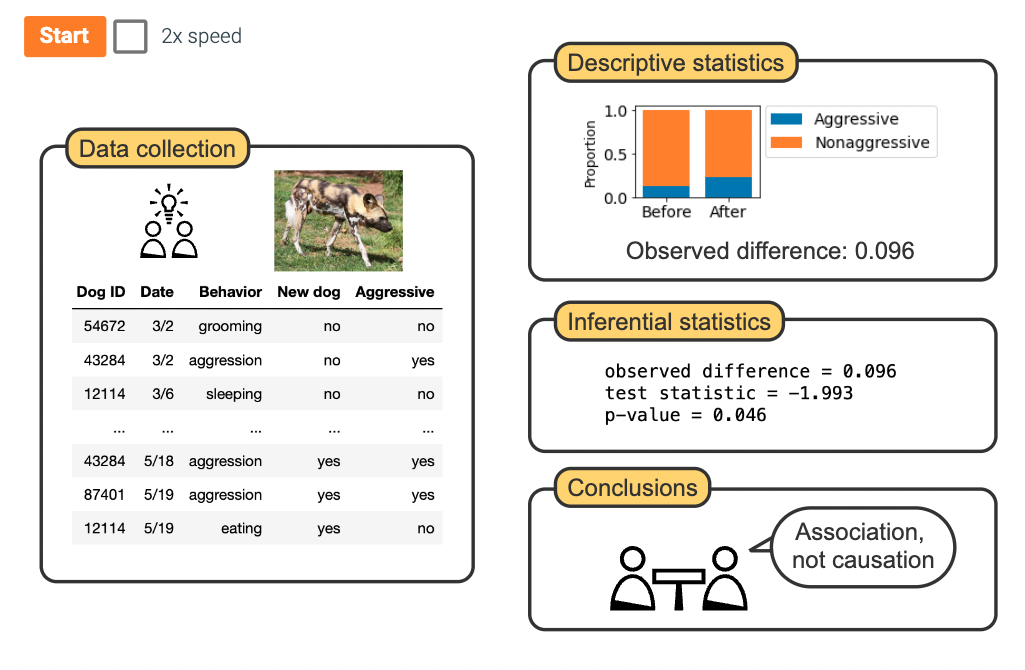 Start 2x speed
Data collection
Dog ID Date Behavior New dog Aggressive
54672 3/2 grooming no no
43284 3/2 aggression no yes
12114 3/6 sleeping no no
... ... ... ... ...
43284 5/18 aggression yes yes
87401 5/19 aggression yes yes
12114 5/19 eating yes no
Descriptive statistics
Proportion
1.0
0.5
0.0
Before After
Aggressive
Nonaggressive
Observed difference: 0.096
Inferential statistics
observed difference = 0.096
test statistic = −1.993
p-value = 0.046
Conclusions
Association,
not causation